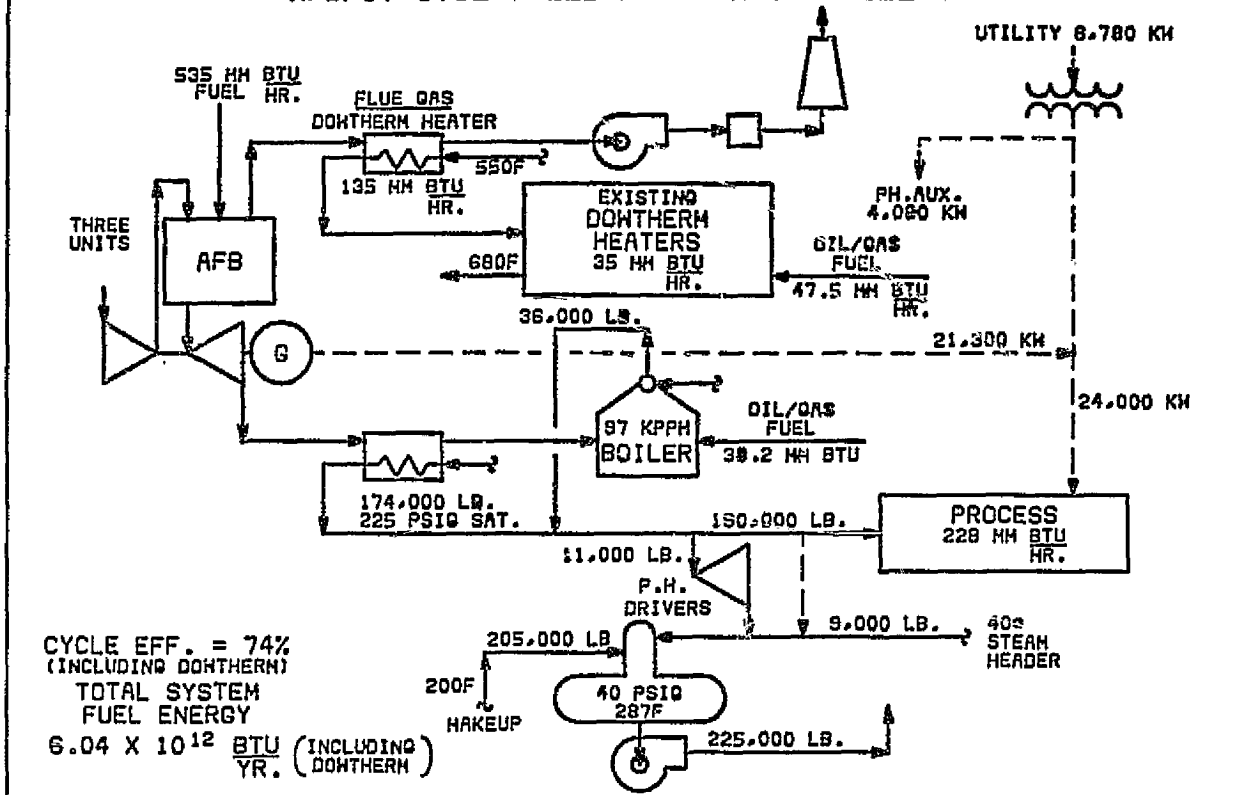 UTILITY 6,780 KW
535 MM BTU
FUEL HR.
FLUE GAS
DOWTHERM HEATER
550F
135 MM BTU
HR.
EXISTING
DOWTHERM
HEATERS
35 MM BTU
HR.
PH.AUX.
4,080 KW
OIL/GAS
FUEL
47.5 MM BTU
HR.
THREE
UNITS
AFB
680F
36,000 LB.
G
21,300 KW
24,000 KW
97 KPPH
BOILER
OIL/GAS
FUEL
38.2 MM BTU
174,000 LB.
225 PSIG SAT.
190,000 LB.
PROCESS
228 MM BTU
HR.
11,000 LB.
P.H.
DRIVERS
9,000 LB.
STEAM
HEADER
205,000 LB
200F
MAKEUP
40 PSIG
287F
225,000 LB.
CYCLE EFF. = 74%
(INCLUDING DOWTHERM)
TOTAL SYSTEM
FUEL ENERGY
6.04 X 10¹² BTU
YR. (INCLUDING
DOWTHERM)